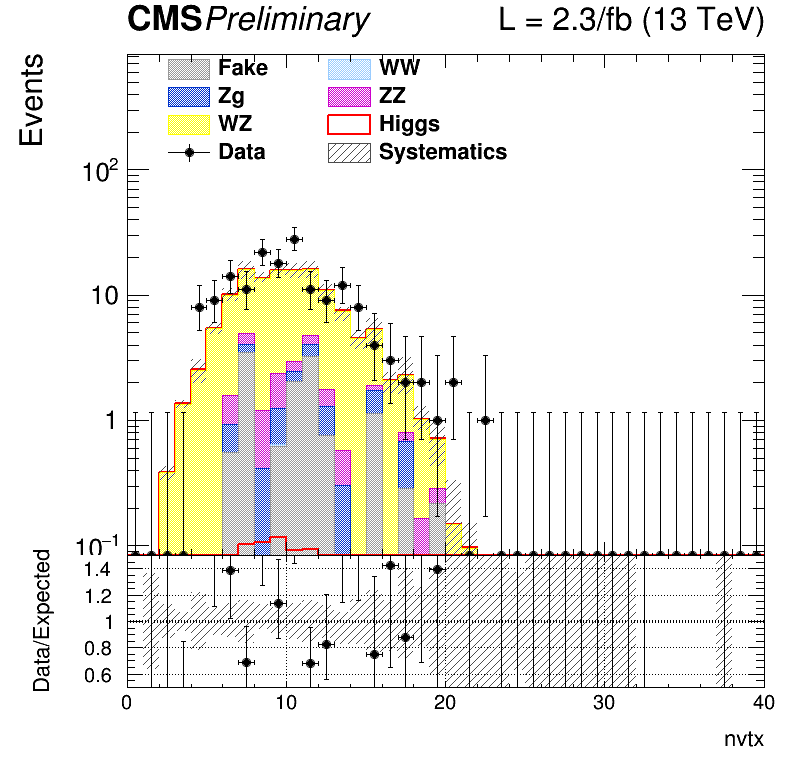 CMS Preliminary L = 2.3/fb (13 TeV)
Events
Fake WW
Zg ZZ
WZ Higgs
Data Systematics
10²
10
1
10⁻¹
Data/Expected
1.4
1.2
1
0.8
0.6
0 10 20 30 40
nvtx